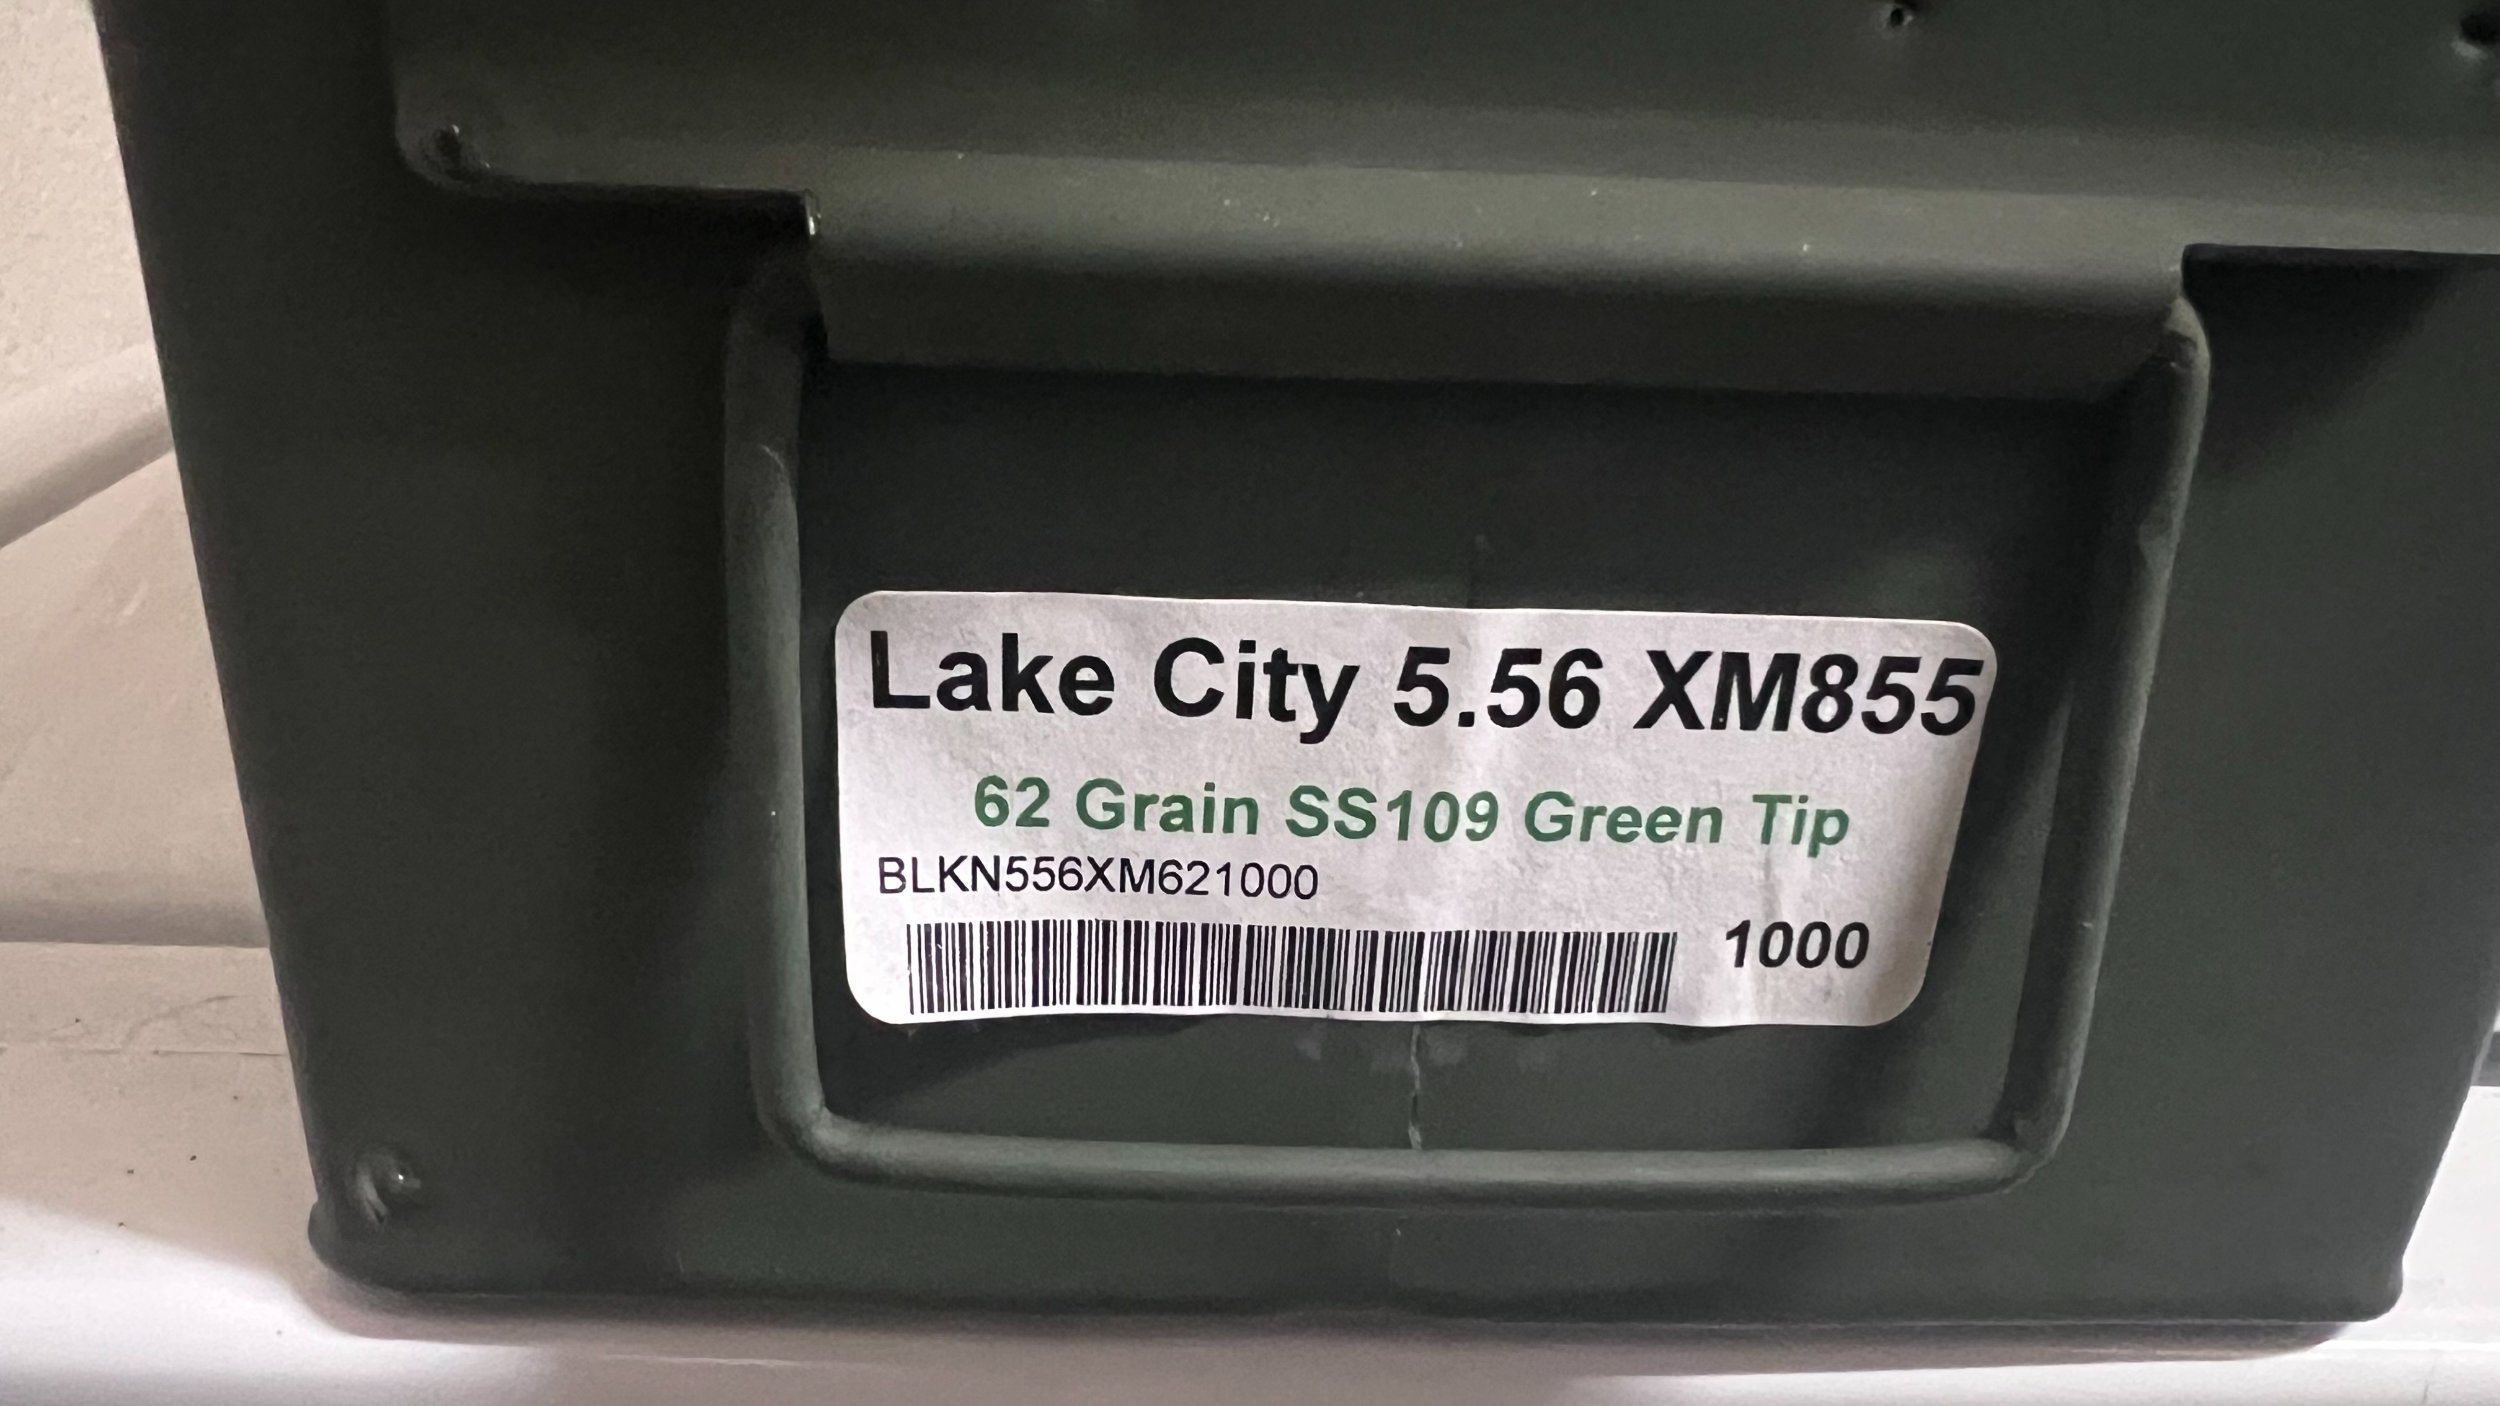 Lake City 5.56 XM855
62 Grain SS109 Green Tip
BLKN556XM621000
1000